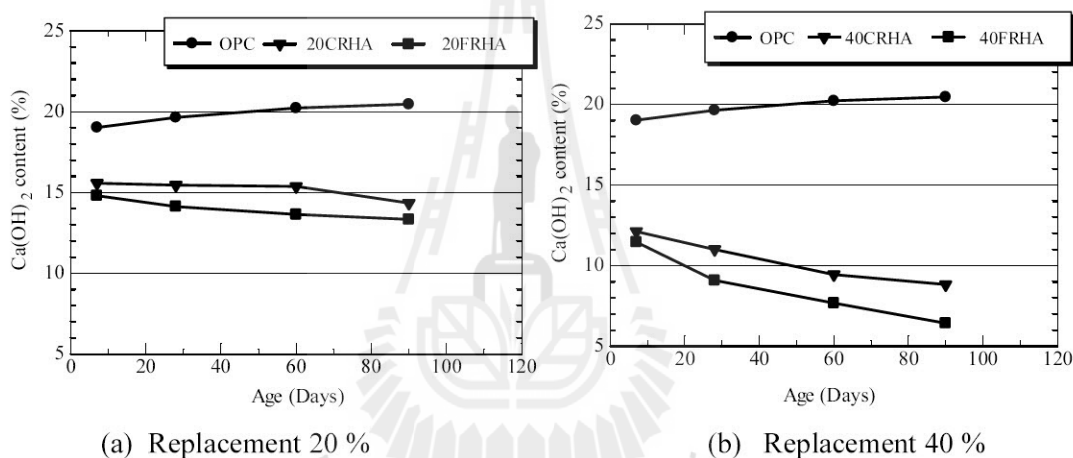 OPC 20CRHA 20FRHA
Ca(OH)2 content (%)
25
20
15
10
5
0 20 40 60 80 100 120
Age (Days)
(a) Replacement 20 %
OPC 40CRHA 40FRHA
Ca(OH)2 content (%)
25
20
15
10
5
0 20 40 60 80 100 120
Age (Days)
(b) Replacement 40 %